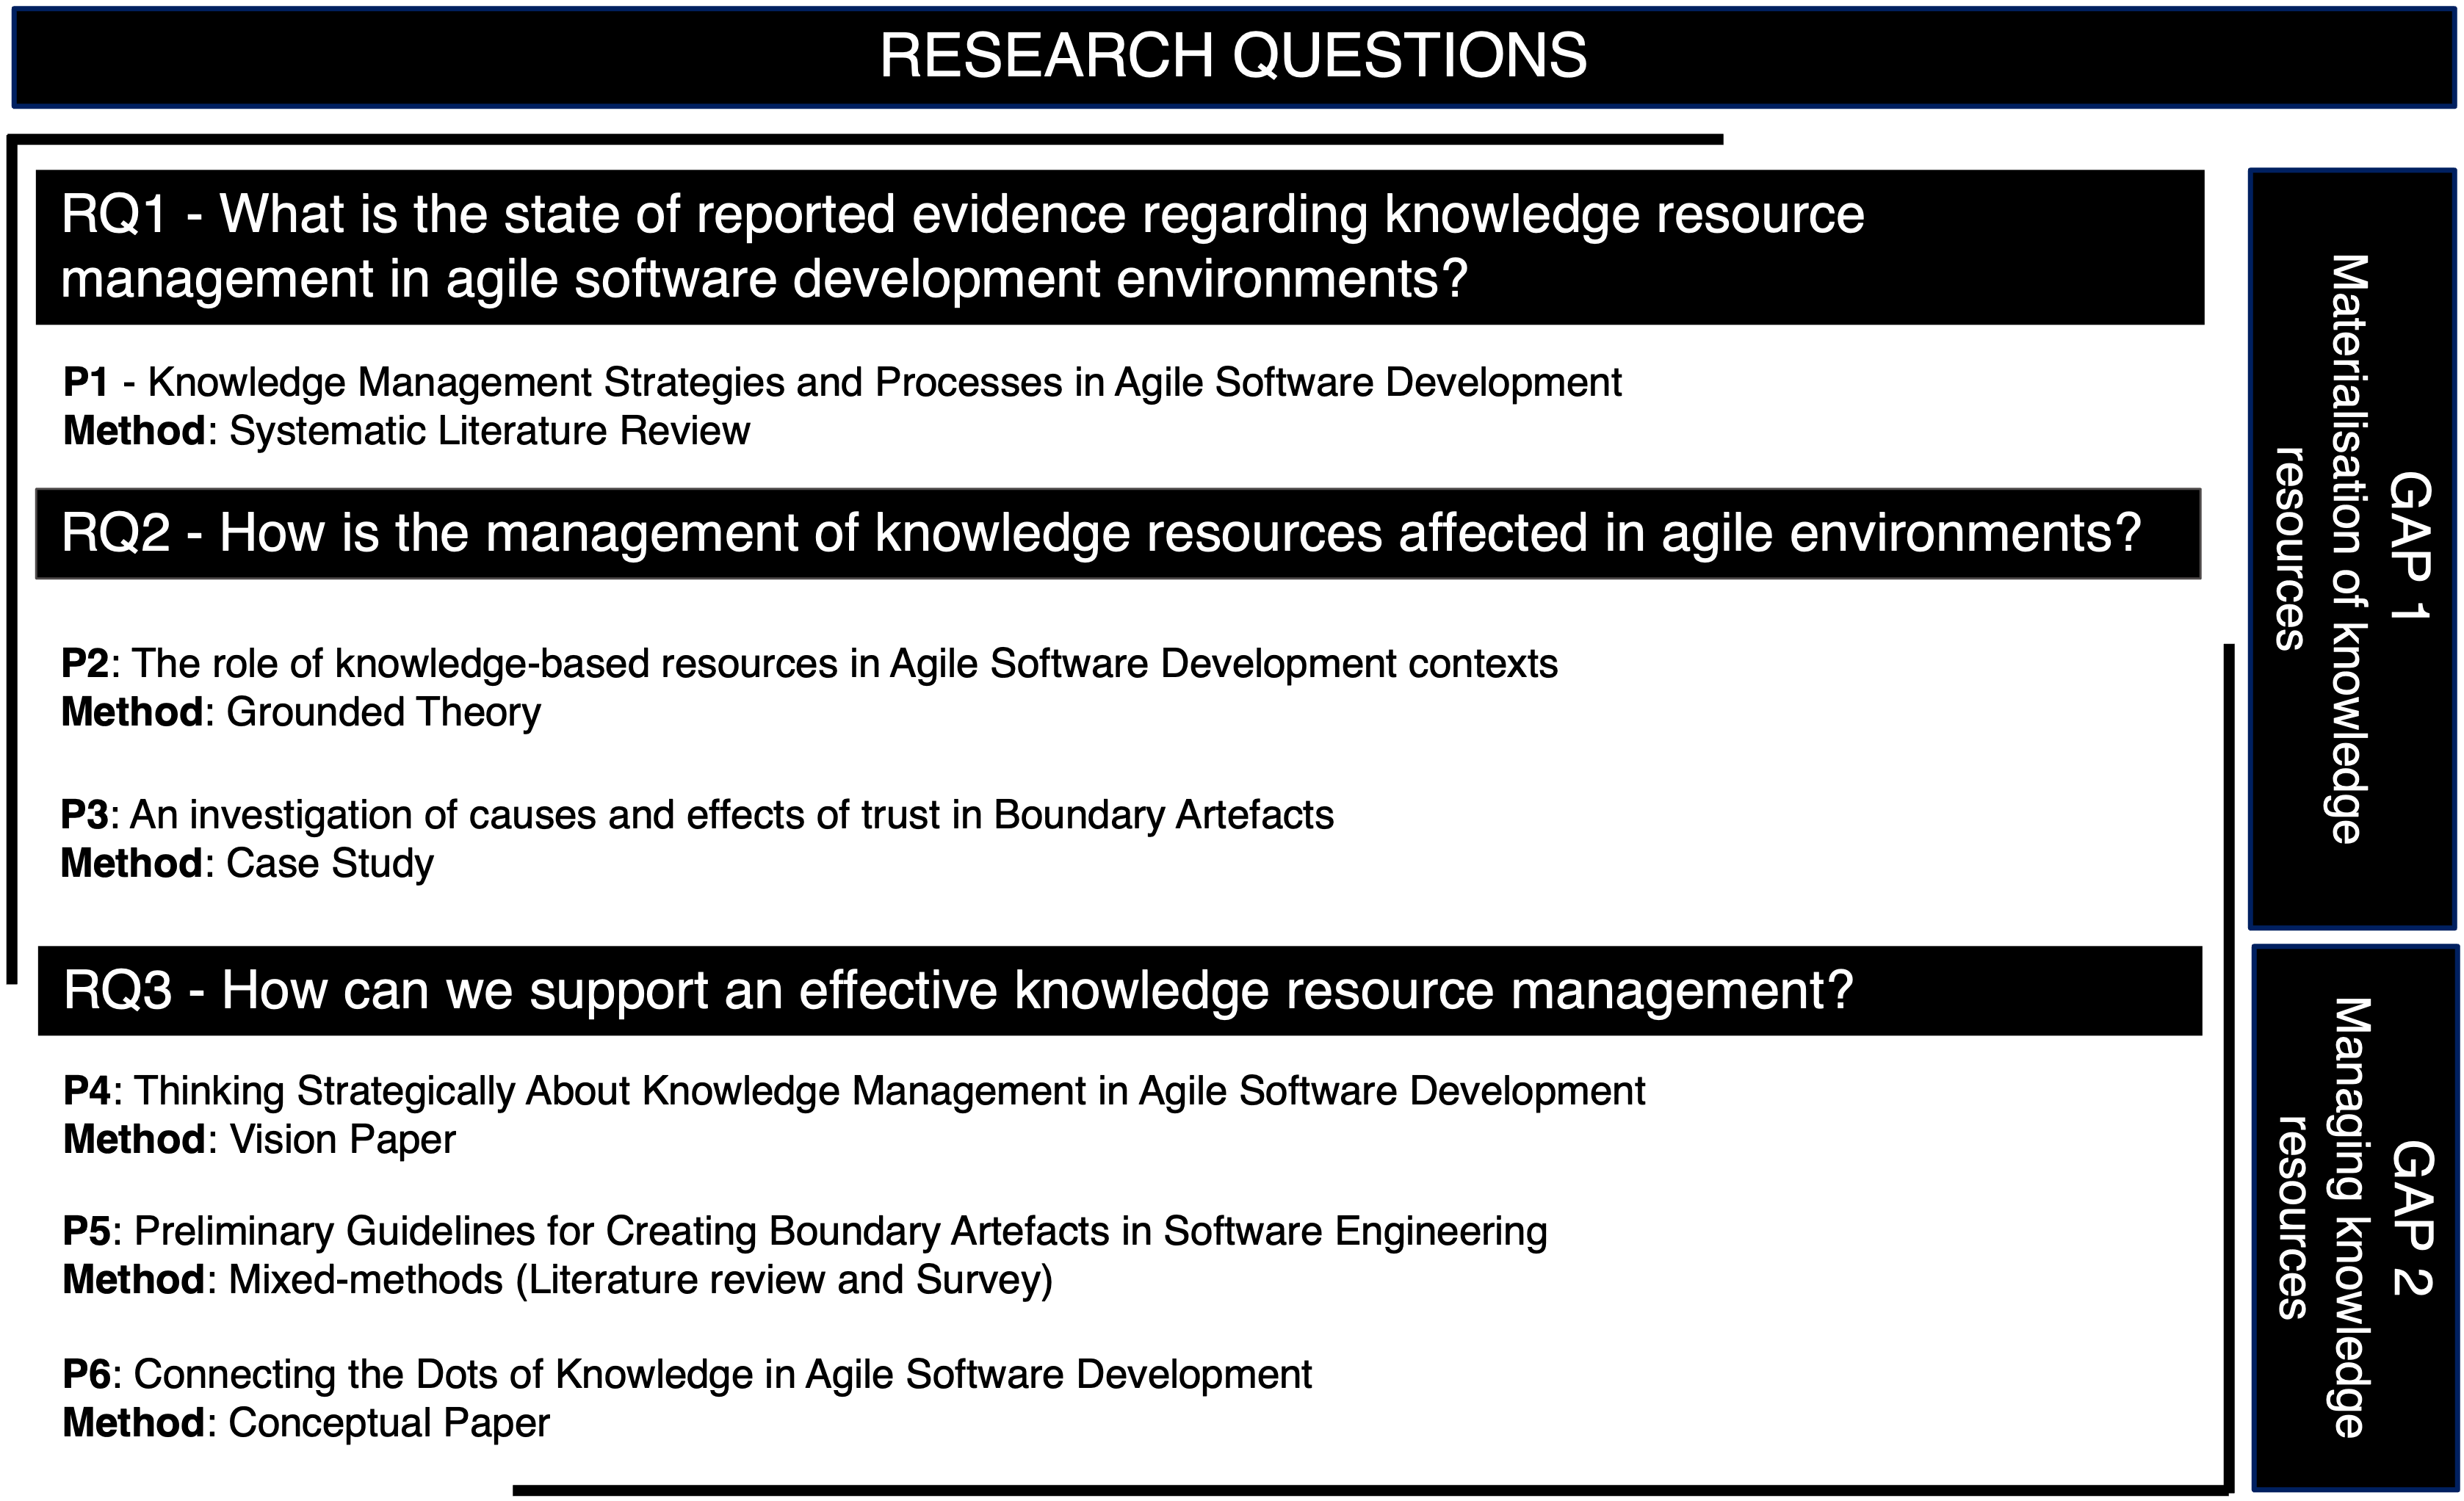 RESEARCH QUESTIONS
RQ1 - What is the state of reported evidence regarding knowledge resource
management in agile software development environments?
P1 - Knowledge Management Strategies and Processes in Agile Software Development
Method: Systematic Literature Review
RQ2 - How is the management of knowledge resources affected in agile environments?
P2: The role of knowledge-based resources in Agile Software Development contexts
Method: Grounded Theory
P3: An investigation of causes and effects of trust in Boundary Artefacts
Method: Case Study
RQ3 - How can we support an effective knowledge resource management?
P4: Thinking Strategically About Knowledge Management in Agile Software Development
Method: Vision Paper
P5: Preliminary Guidelines for Creating Boundary Artefacts in Software Engineering
Method: Mixed-methods (Literature review and Survey)
P6: Connecting the Dots of Knowledge in Agile Software Development
Method: Conceptual Paper
GAP 1
Materialisation of knowledge
resources
GAP 2
Managing knowledge
resources